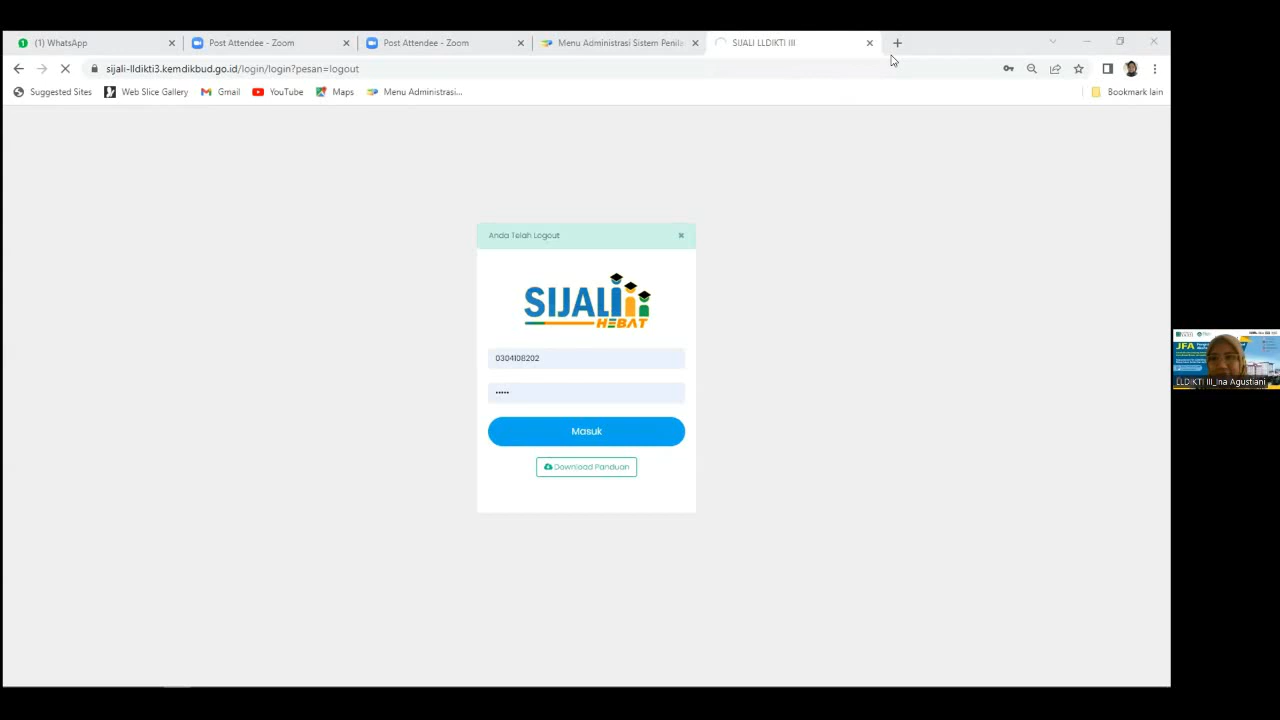 (1) WhatsApp
Post Attendee - Zoom
Post Attendee - Zoom
Menu Administrasi Sistem Penila
SIJALI LLDIKTI III
sijali-lldikti3.kemdikbud.go.id/login/login?pesan=logout
Suggested Sites
Web Slice Gallery
Gmail
YouTube
Maps
Menu Administrasi...
Bookmark lain
Anda Telah Logout
SIJALI
HEBAT
0304108202
•••••
Masuk
Download Panduan
JFA
LLDIKTI III_Ina Agustiani